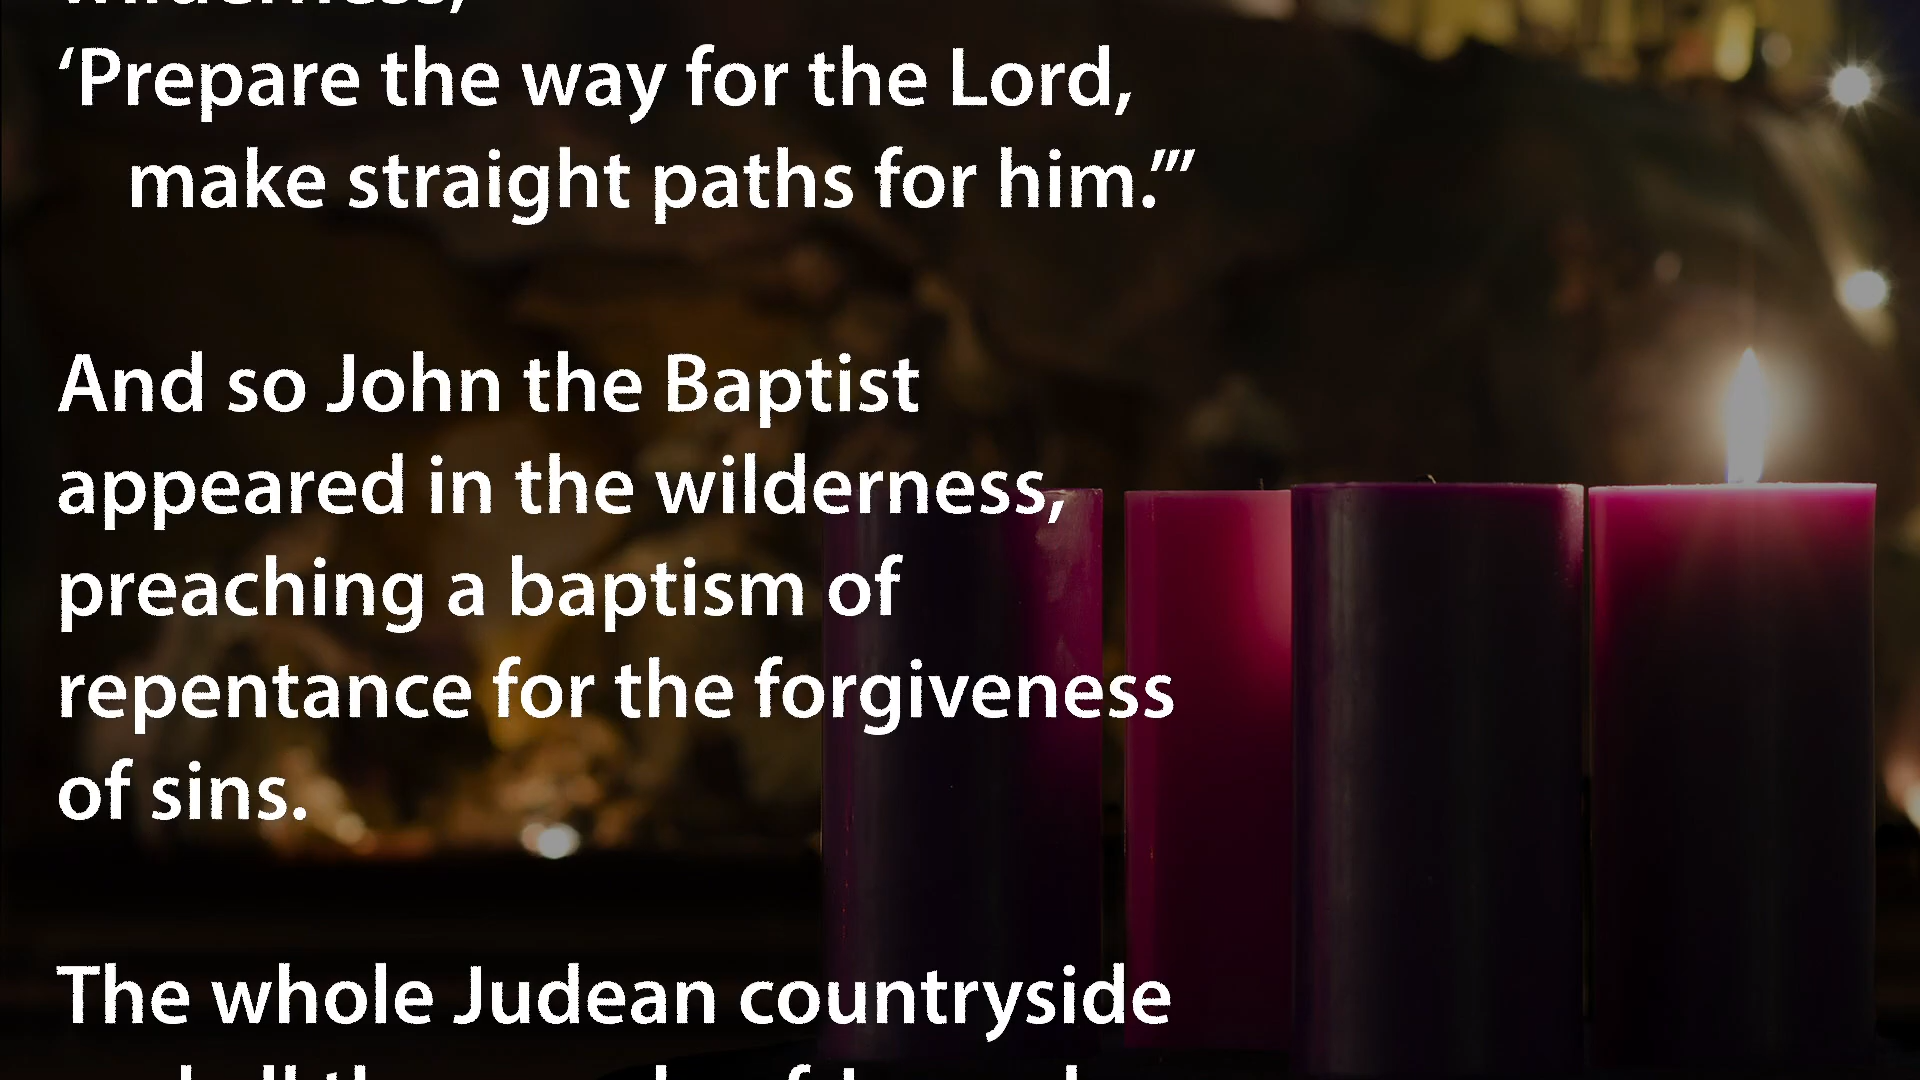 wilderness,
‘Prepare the way for the Lord,
make straight paths for him.’”
And so John the Baptist
appeared in the wilderness,
preaching a baptism of
repentance for the forgiveness
of sins.
The whole Judean countryside